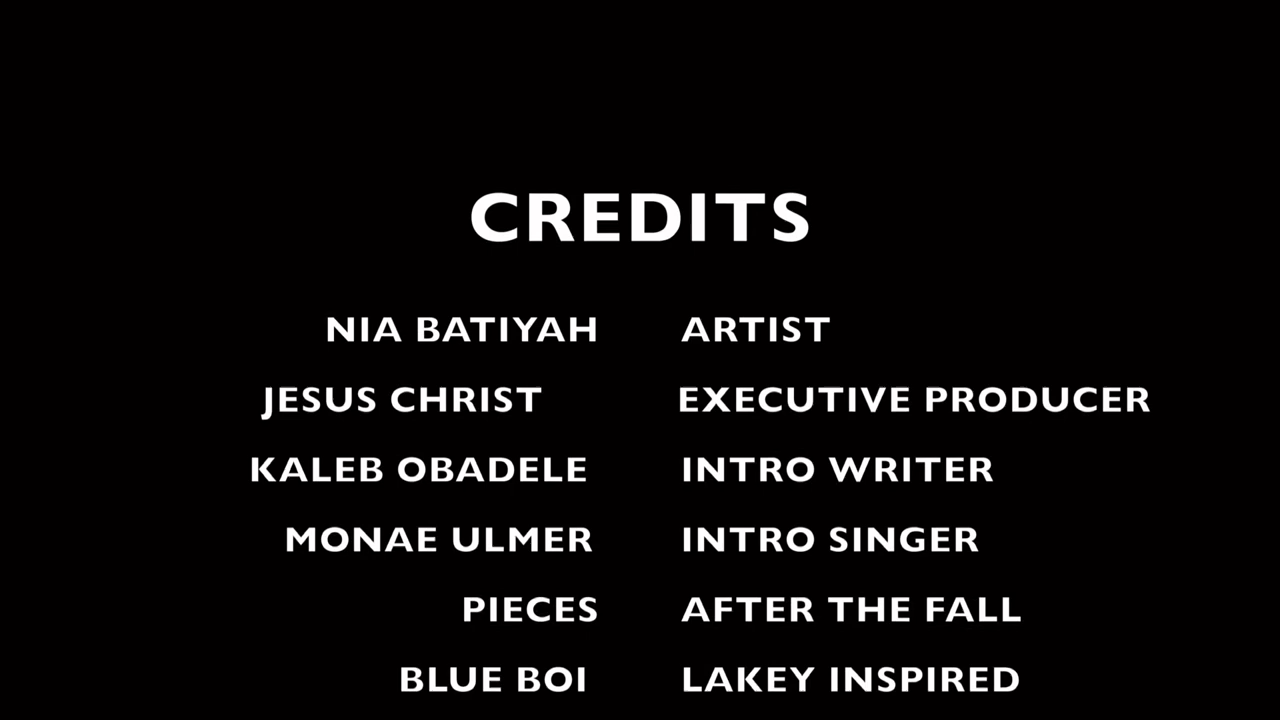 CREDITS
NIA BATIYAH ARTIST
JESUS CHRIST EXECUTIVE PRODUCER
KALEB OBADELE INTRO WRITER
MONAE ULMER INTRO SINGER
PIECES AFTER THE FALL
BLUE BOI LAKEY INSPIRED